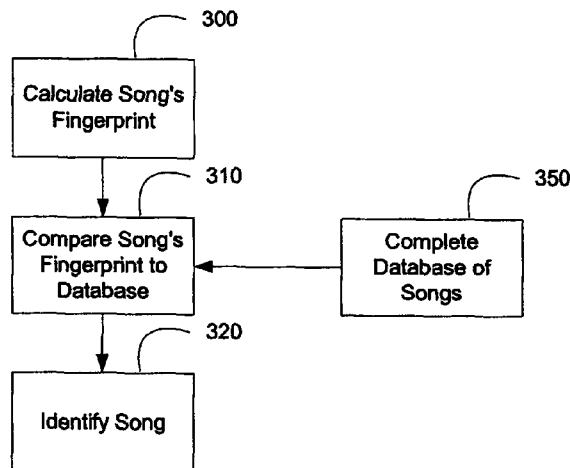 300
Calculate Song's
Fingerprint
310
350
Compare Song's
Fingerprint to
Database
Complete
Database of
Songs
320
Identify Song